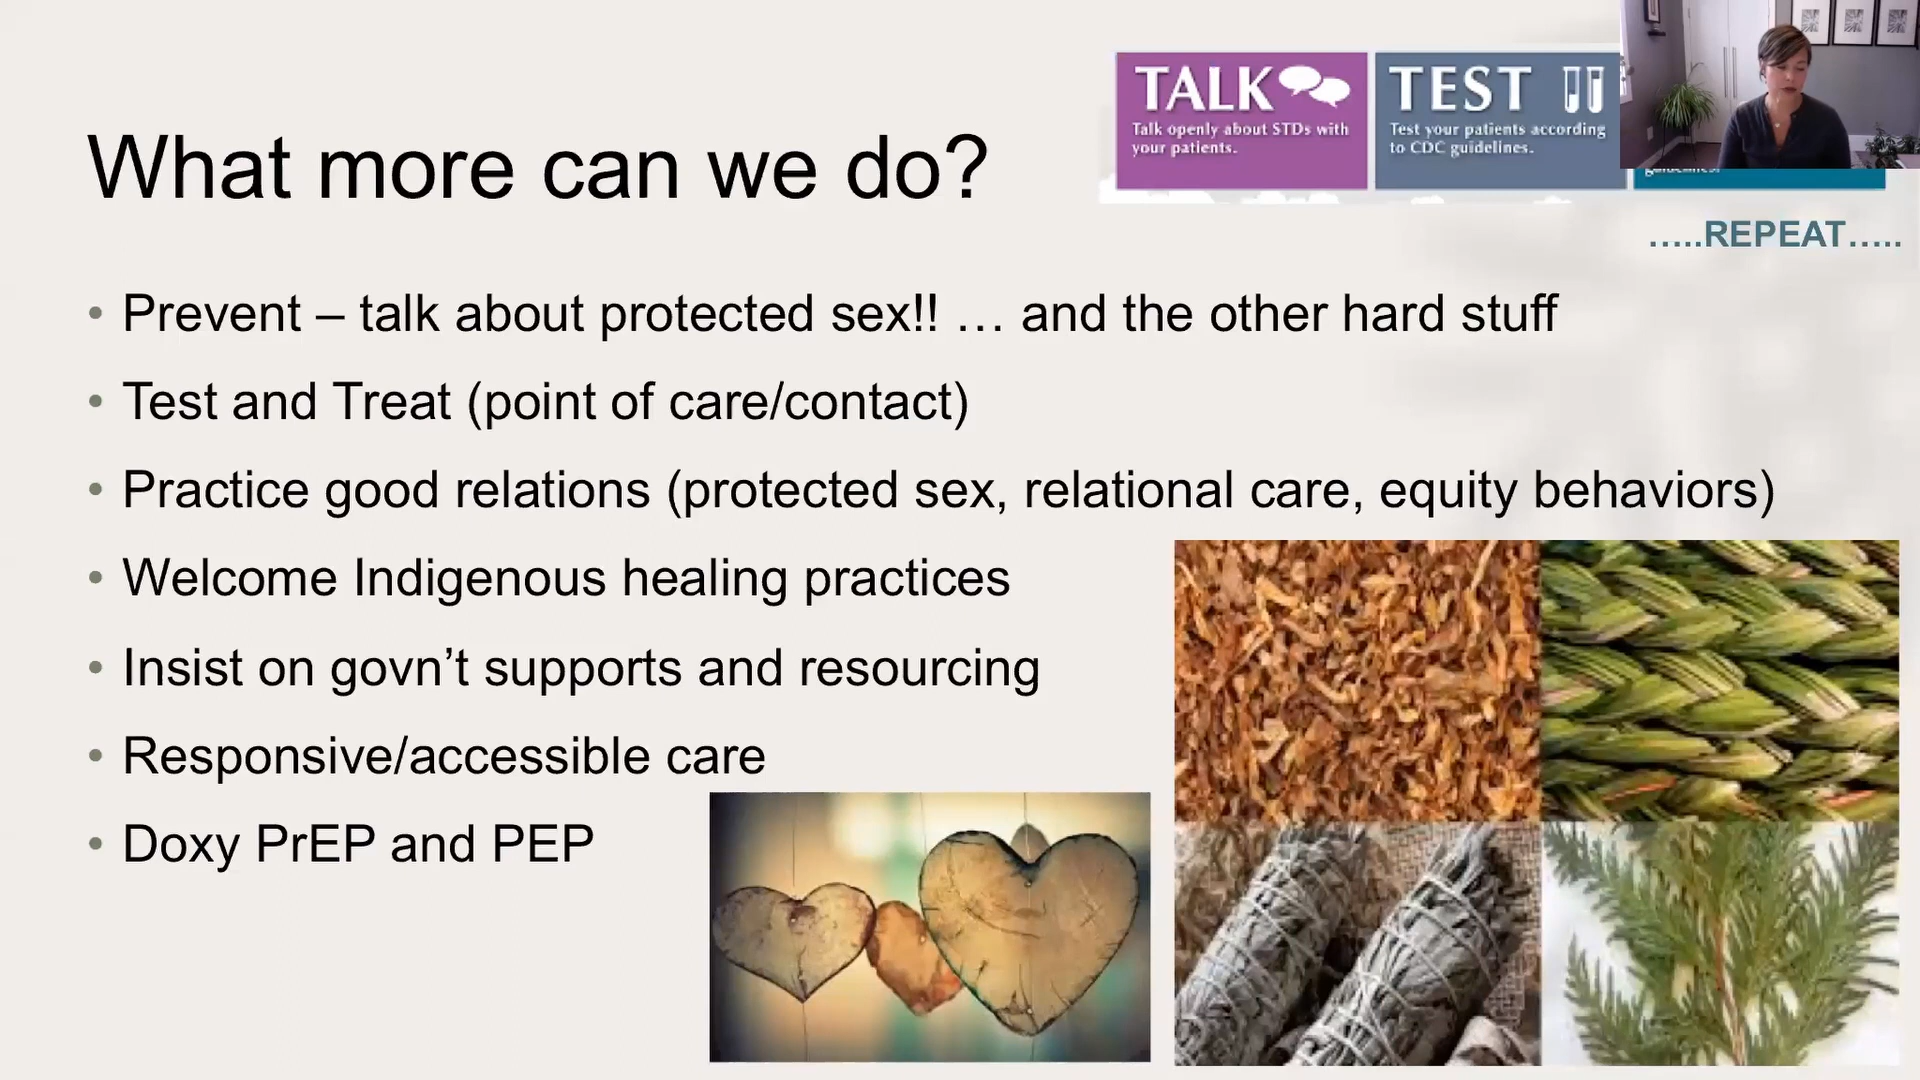 What more can we do?
TALK
Talk openly about STDs with
your patients.
TEST
Test your patients according
to CDC guidelines.
guidelines.
.....REPEAT.....
• Prevent – talk about protected sex!! … and the other hard stuff
• Test and Treat (point of care/contact)
• Practice good relations (protected sex, relational care, equity behaviors)
• Welcome Indigenous healing practices
• Insist on govn’t supports and resourcing
• Responsive/accessible care
• Doxy PrEP and PEP